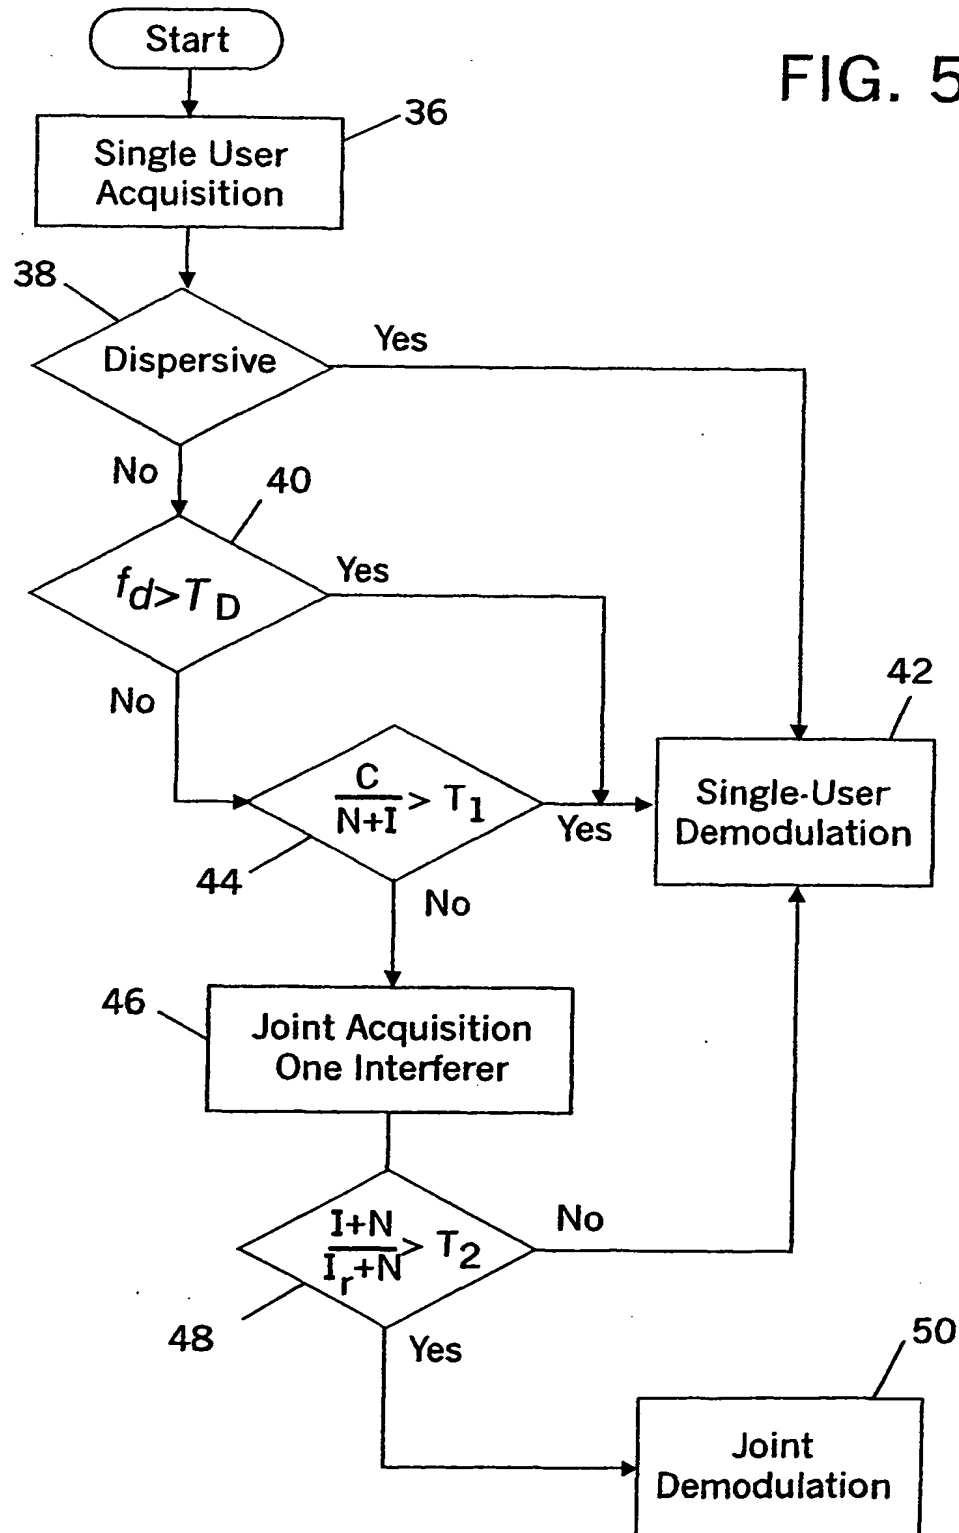 Start
FIG. 5
36
Single User
Acquisition
38
Dispersive
Yes
No
40
fd>TD
Yes
No
42
C
N+I
> T1
Yes
Single-User
Demodulation
44
No
46
Joint Acquisition
One Interferer
I+N
Ir+N
> T2
No
48
Yes
50
Joint
Demodulation